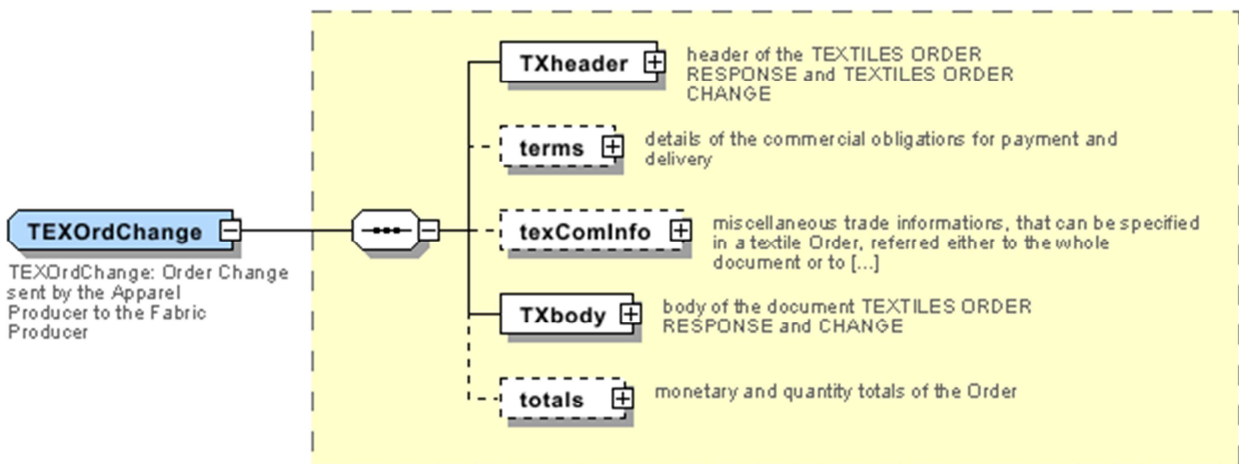 TXheader
header of the TEXTILES ORDER
RESPONSE and TEXTILES ORDER
CHANGE
terms
details of the commercial obligations for payment and
delivery
TEXOrdChange
TEXOrdChange: Order Change
sent by the Apparel
Producer to the Fabric
Producer
texComInfo
miscellaneous trade informations, that can be specified
in a textile Order, referred either to the whole
document or to [...]
TXbody
body of the document TEXTILES ORDER
RESPONSE and CHANGE
totals
monetary and quantity totals of the Order